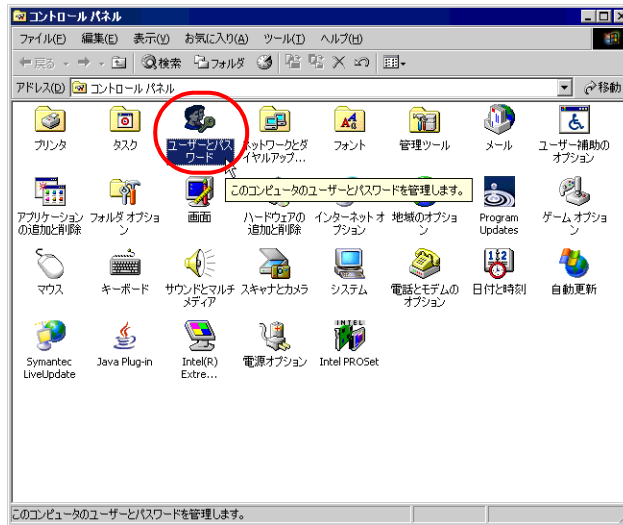 コントロール パネル
ファイル(F) 編集(E) 表示(V) お気に入り(A) ツール(T) ヘルプ(H)
戻る 検索 フォルダ
アドレス(D) コントロール パネル 移動
プリンタ
タスク
ユーザーとパス
ワード
ネットワークとダ
イヤルアップ...
フォント
管理ツール
メール
ユーザー補助の
オプション
このコンピュータのユーザーとパスワードを管理します。
アプリケーション
の追加と削除
フォルダ オプショ
ン
画面
ハードウェアの
追加と削除
インターネット オ
プション
地域のオプショ
ン
Program
Updates
ゲーム オプショ
ン
マウス
キーボード
サウンドとマルチ
メディア
スキャナとカメラ
システム
電話とモデムの
オプション
日付と時刻
自動更新
Symantec
LiveUpdate
Java Plug-in
Intel(R)
Extre...
電源オプション
INTEL
Intel PROSet
このコンピュータのユーザーとパスワードを管理します。